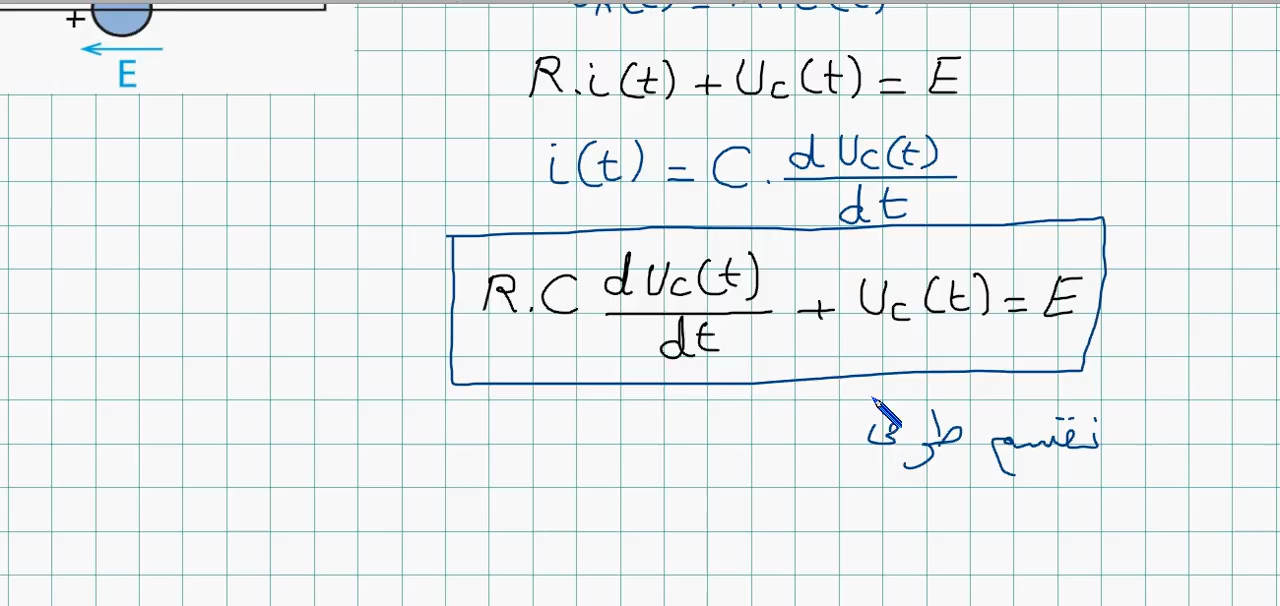 +
E
R.i(t) + Uc(t) = E
i(t) = C . dUc(t)/dt
R.C dUc(t)/dt + Uc(t) = E
نقسم طرفي